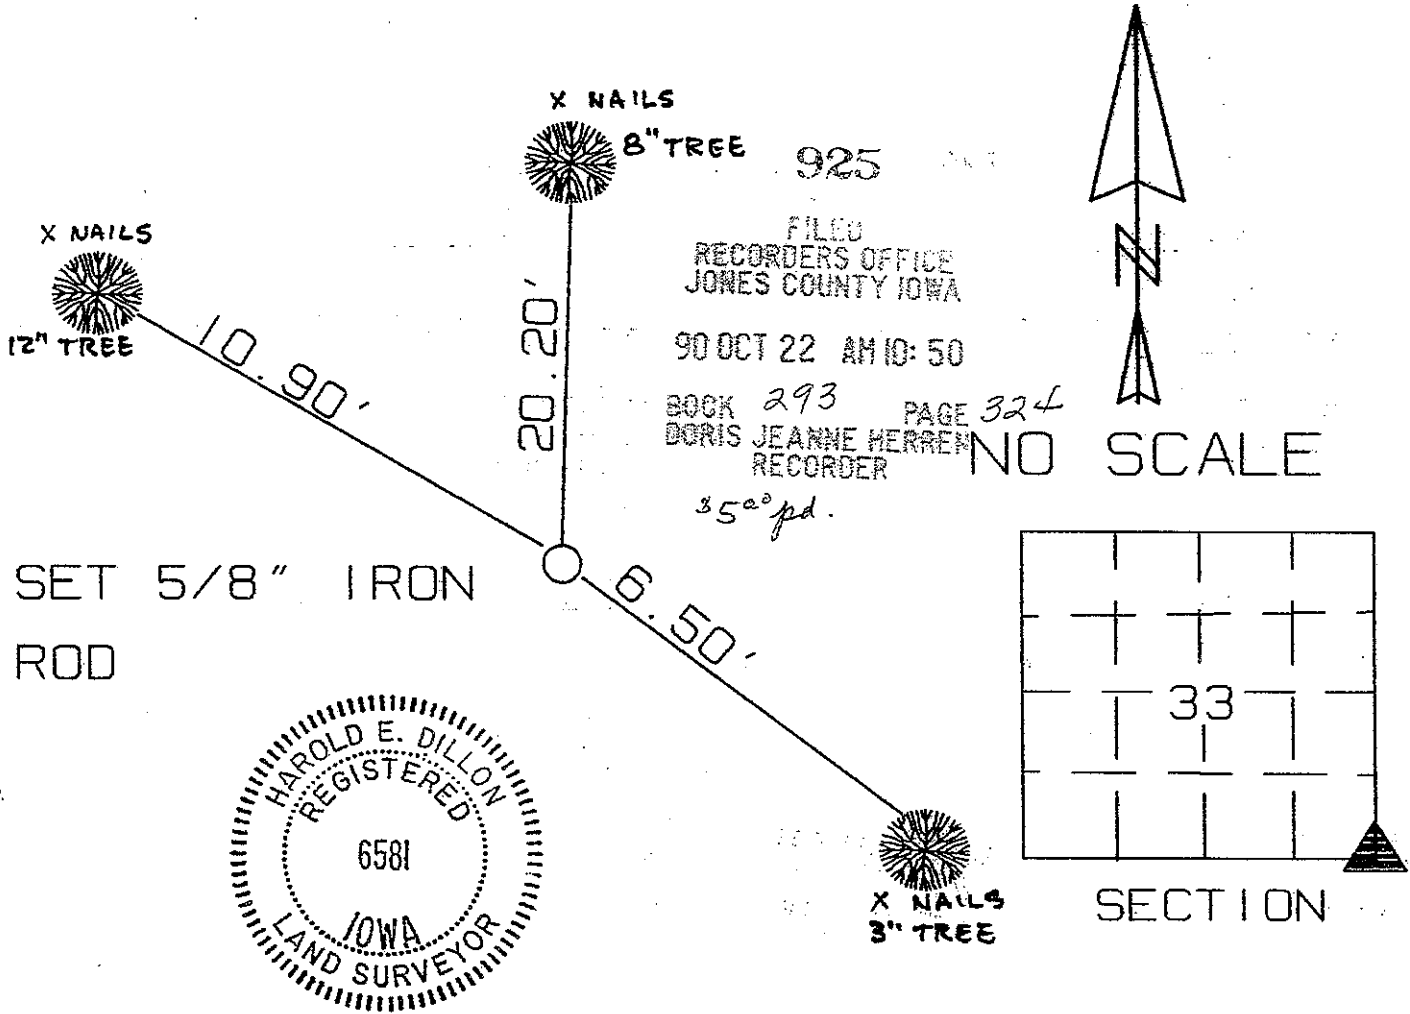 X NAILS
8" TREE
925
X NAILS
12" TREE
FILED
RECORDERS OFFICE
JONES COUNTY IOWA
90 OCT 22 AM 10:50
BOOK 293 PAGE 324
DORIS JEANNE HERREN
RECORDER
$5⁰⁰ pd.
N
NO SCALE
10.90'
20.20'
SET 5/8" IRON
ROD
6.50'
33
SECTION
HAROLD E. DILLON
REGISTERED
6581
IOWA
LAND SURVEYOR
X NAILS
3" TREE